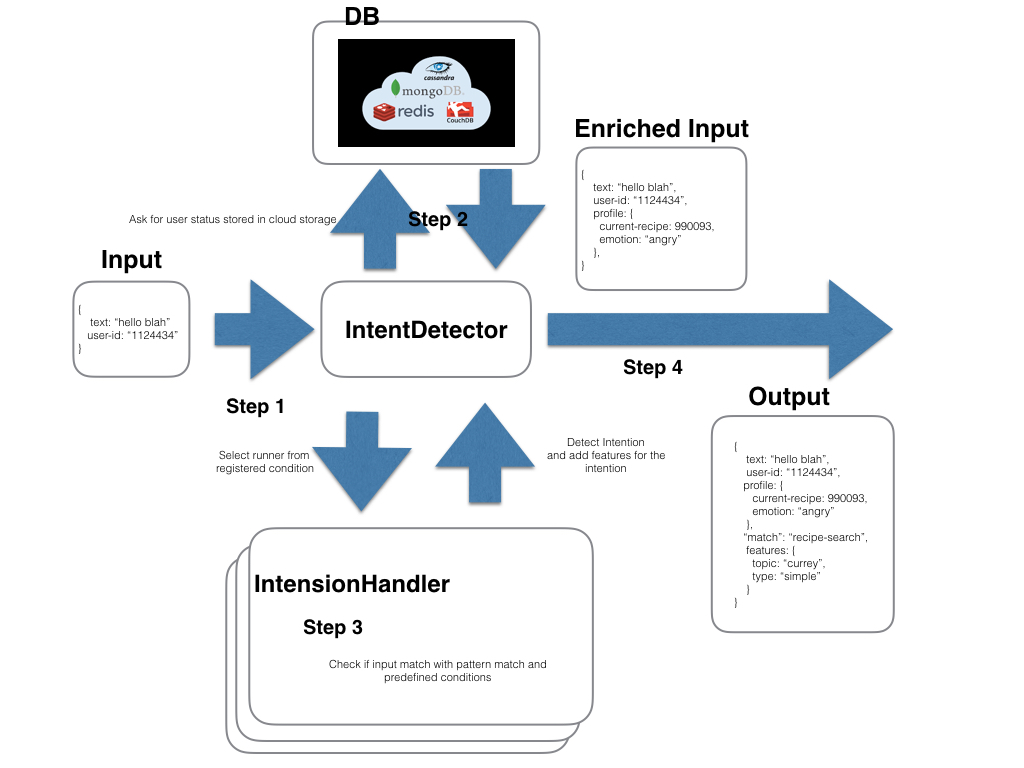 DB
cassandra
mongoDB.
redis
CouchDB
Enriched Input
{
text: “hello blah”,
user-id: “1124434”,
profile: {
current-recipe: 990093,
emotion: “angry”
},
}
Ask for user status stored in cloud storage
Step 2
Input
{
text: “hello blah”
user-id: “1124434”
}
IntentDetector
Step 4
Step 1
Output
{
text: “hello blah”,
user-id: “1124434”,
profile: {
current-recipe: 990093,
emotion: “angry”
},
“match”: “recipe-search”,
features: {
topic: “currey”,
type: “simple”
}
}
Select runner from
registered condition
Detect Intention
and add features for the
intention
IntensionHandler
Step 3
Check if input match with pattern match and
predefined conditions